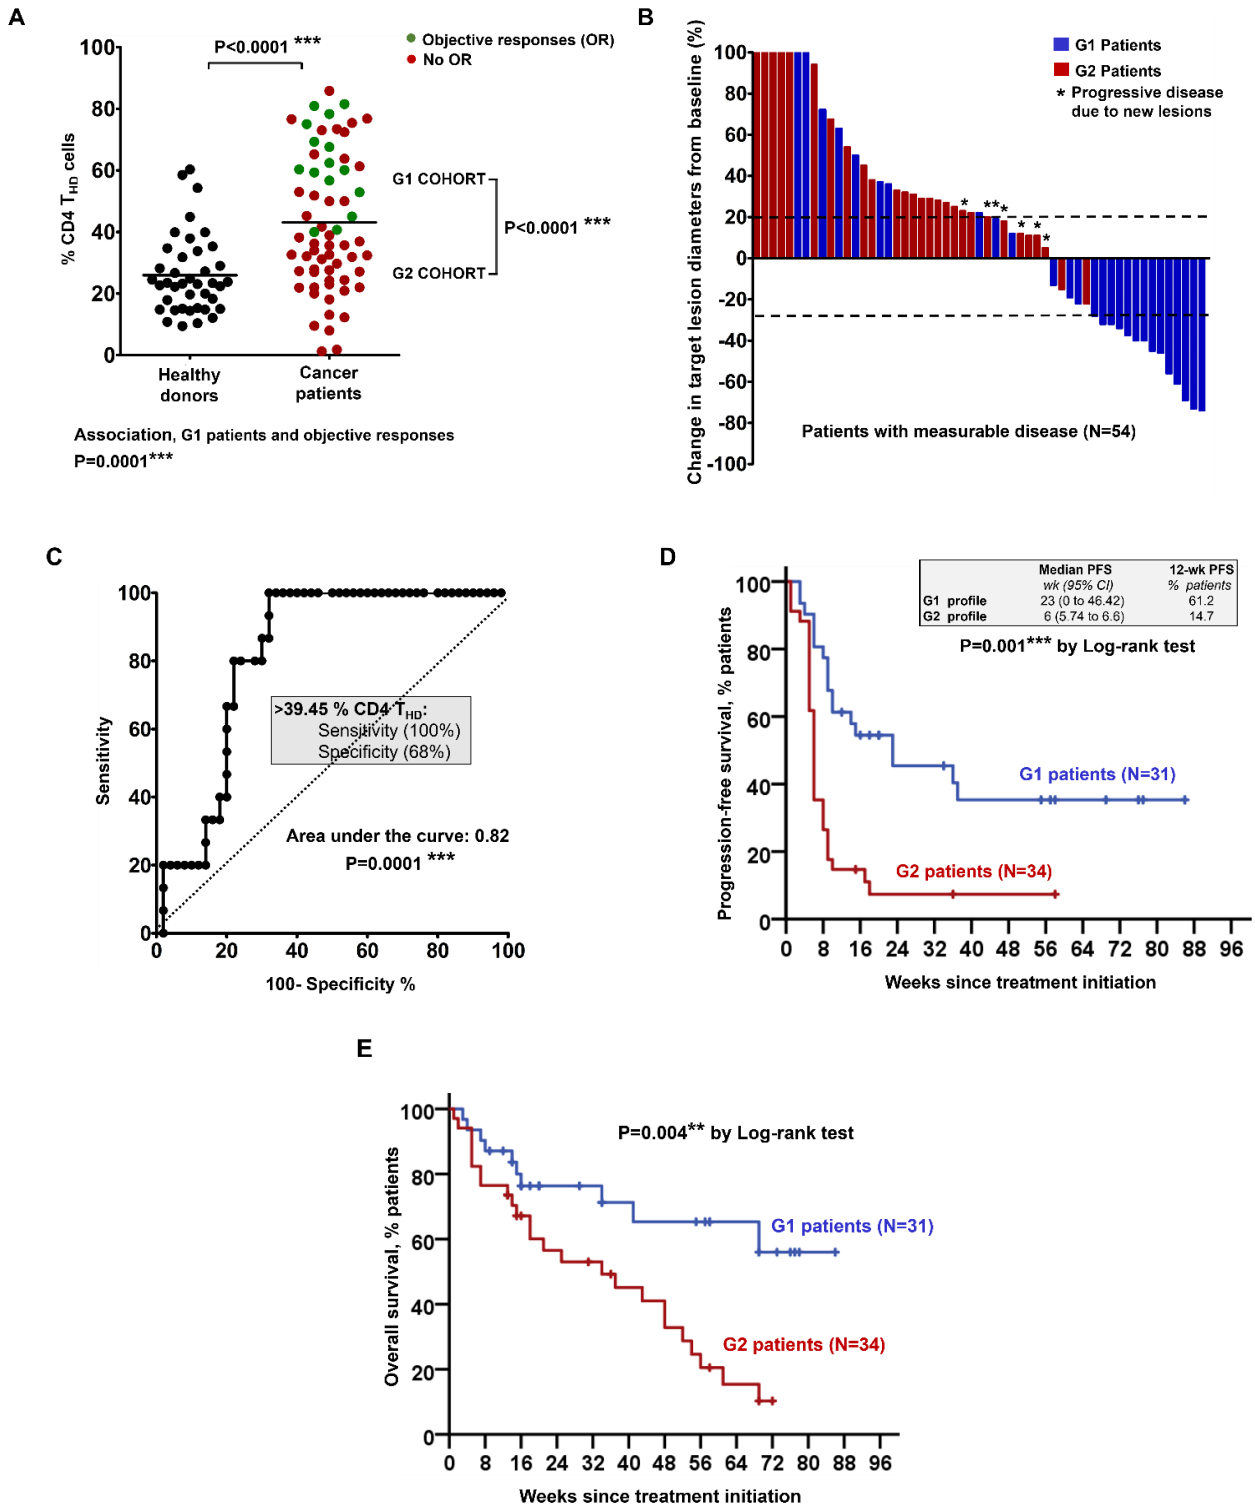 A
P<0.0001 ***
Objective responses (OR)
No OR
100
80
60
40
20
0
% CD4 THD cells
G1 COHORT
P<0.0001 ***
G2 COHORT
Healthy donors
Cancer patients
Association, G1 patients and objective responses
P=0.0001***
B
G1 Patients
G2 Patients
* Progressive disease
due to new lesions
Change in target lesion diameters from baseline (%)
100
80
60
40
20
0
-20
-40
-60
-80
-100
* ** * * * *
Patients with measurable disease (N=54)
C
Sensitivity
100
80
60
40
20
0
>39.45 % CD4 THD:
Sensitivity (100%)
Specificity (68%)
Area under the curve: 0.82
P=0.0001 ***
0 20 40 60 80 100
100- Specificity %
D
Median PFS 12-wk PFS
wk (95% CI) % patients
G1 profile 23 (0 to 46.42) 61.2
G2 profile 6 (5.74 to 6.6) 14.7
P=0.001*** by Log-rank test
Progression-free survival, % patients
100
80
60
40
20
0
G1 patients (N=31)
G2 patients (N=34)
0 8 16 24 32 40 48 56 64 72 80 88 96
Weeks since treatment initiation
E
P=0.004** by Log-rank test
Overall survival, % patients
100
80
60
40
20
0
G1 patients (N=31)
G2 patients (N=34)
0 8 16 24 32 40 48 56 64 72 80 88 96
Weeks since treatment initiation